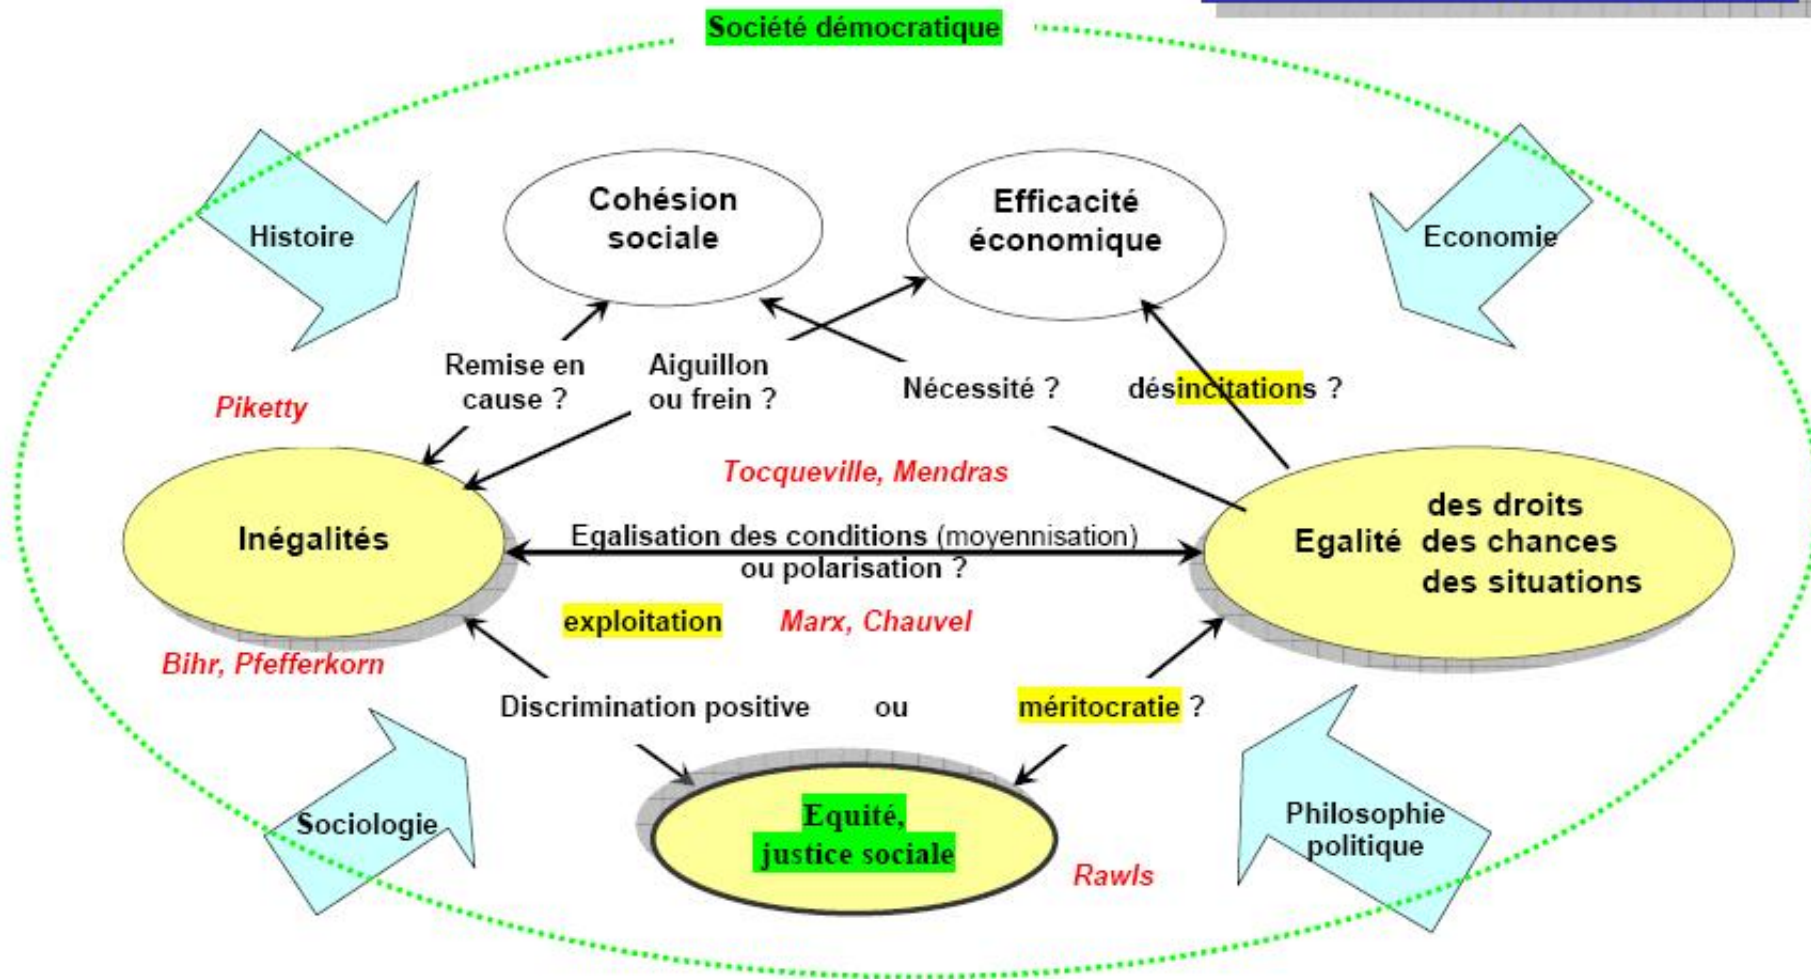 Société démocratique
Histoire
Cohésion
sociale
Efficacité
économique
Economie
Remise en
cause ?
Aiguillon
ou frein ?
Nécessité ?
désincitations ?
Piketty
Tocqueville, Mendras
Inégalités
Egalisation des conditions (moyennisation)
ou polarisation ?
des droits
Egalité des chances
des situations
exploitation
Marx, Chauvel
Bihr, Pfefferkorn
Discrimination positive ou méritocratie ?
Sociologie
Equité,
justice sociale
Rawls
Philosophie
politique